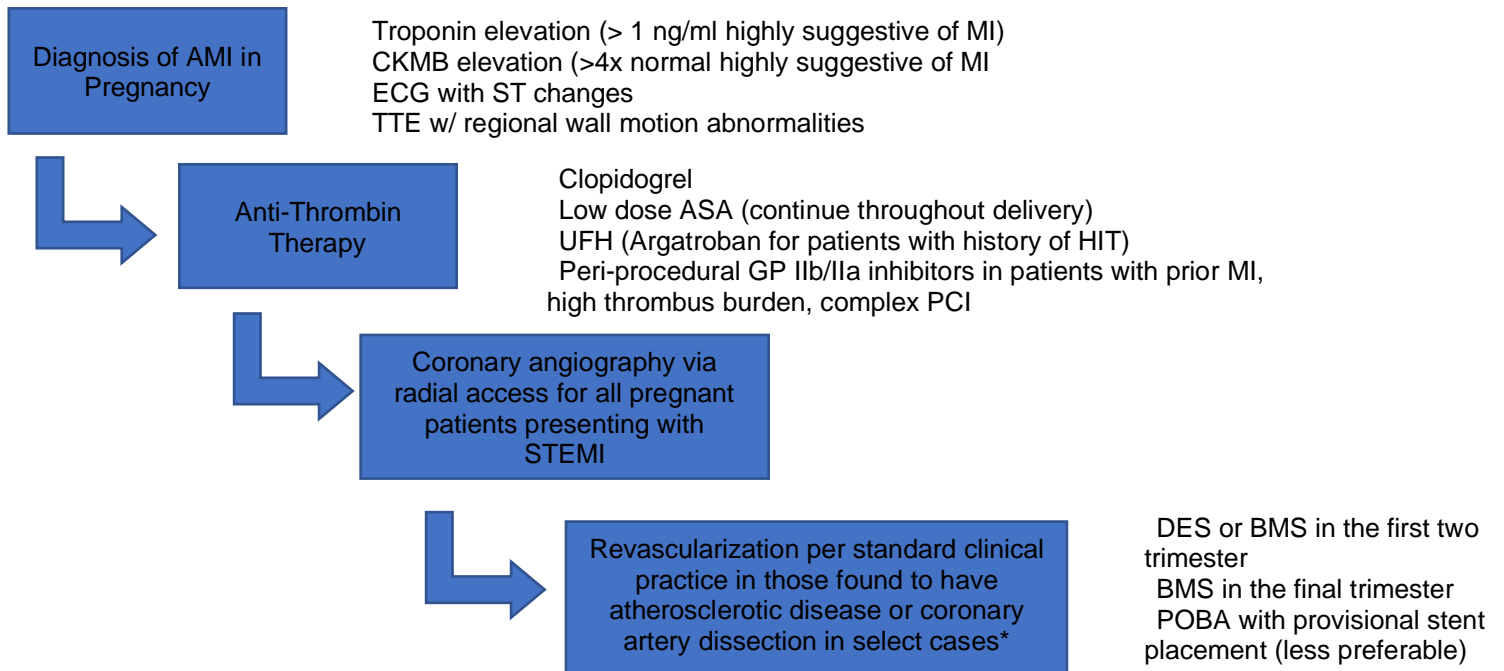 Diagnosis of AMI in
Pregnancy
Troponin elevation (> 1 ng/ml highly suggestive of MI)
CKMB elevation (>4x normal highly suggestive of MI
ECG with ST changes
TTE w/ regional wall motion abnormalities
Anti-Thrombin
Therapy
Clopidogrel
Low dose ASA (continue throughout delivery)
UFH (Argatroban for patients with history of HIT)
Peri-procedural GP IIb/IIa inhibitors in patients with prior MI,
high thrombus burden, complex PCI
Coronary angiography via
radial access for all pregnant
patients presenting with
STEMI
Revascularization per standard clinical
practice in those found to have
atherosclerotic disease or coronary
artery dissection in select cases*
DES or BMS in the first two
trimester
BMS in the final trimester
POBA with provisional stent
placement (less preferable)